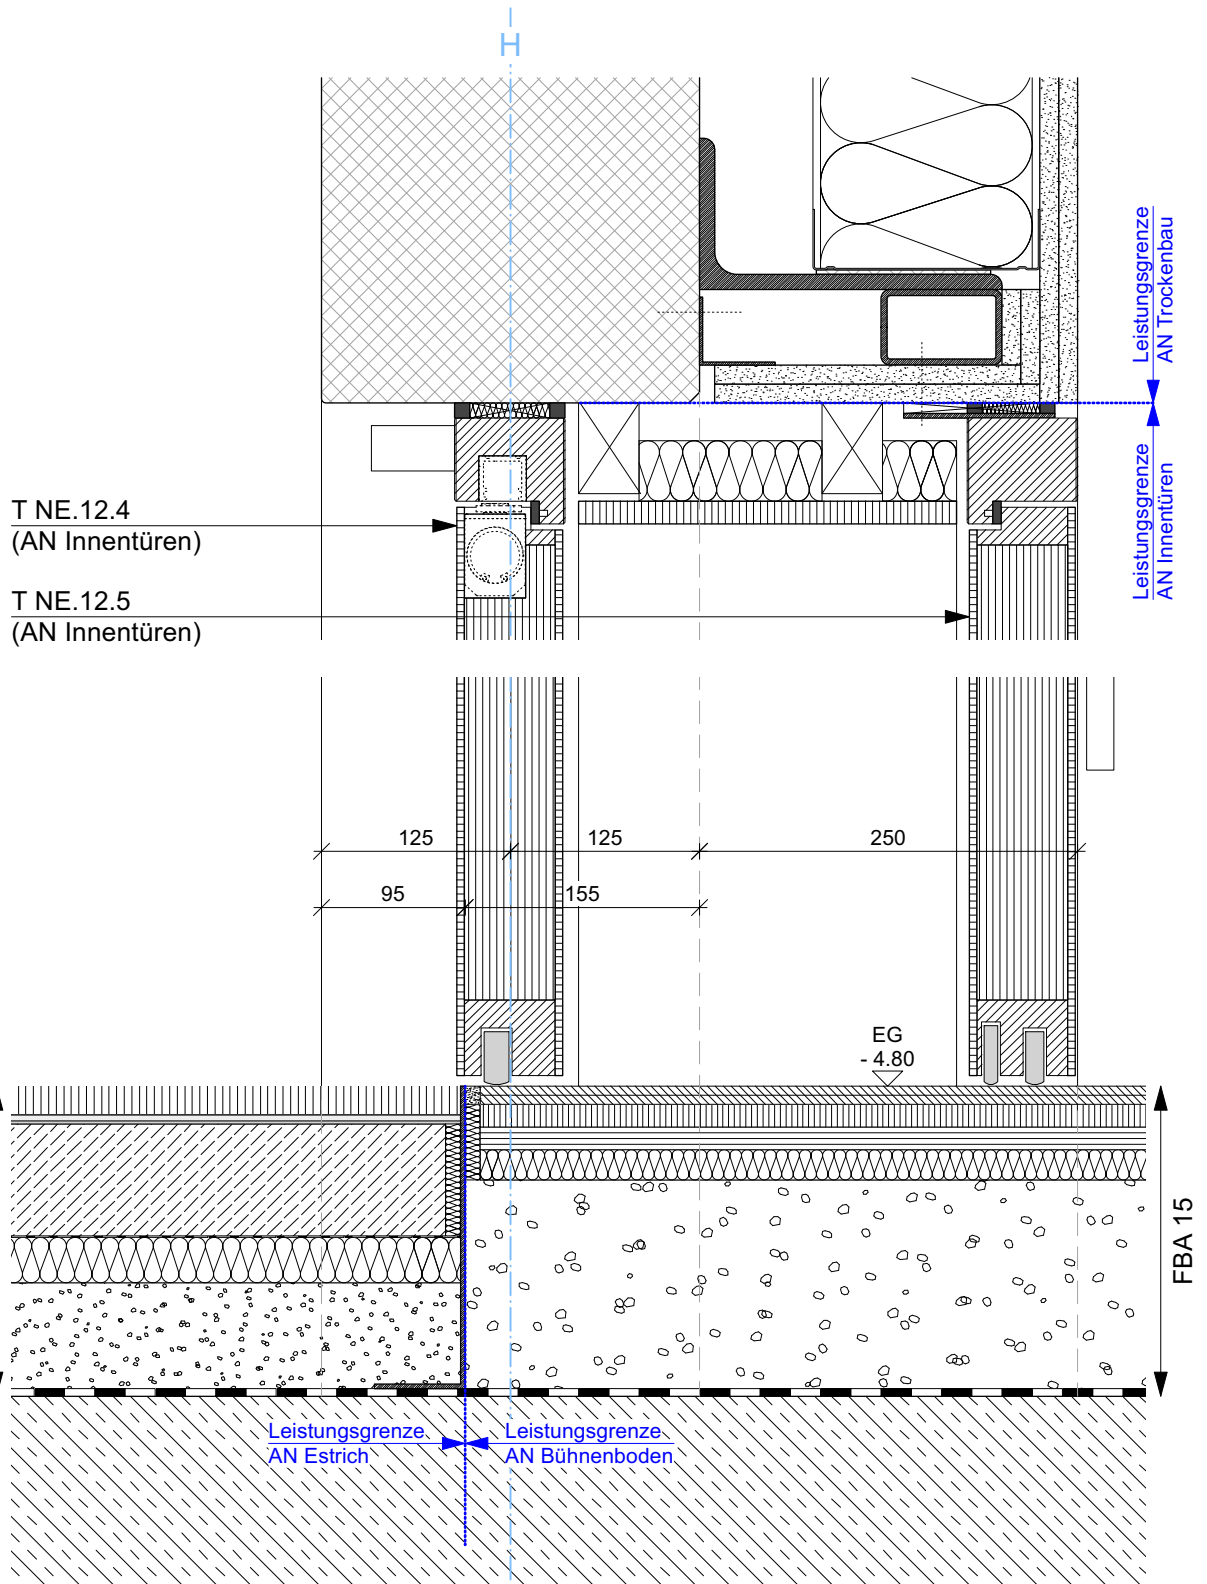 H
Leistungsgrenze
AN Trockenbau
Leistungsgrenze
AN Innentüren
T NE.12.4
(AN Innentüren)
T NE.12.5
(AN Innentüren)
125
125
250
95
155
EG
- 4.80
FBA 15
Leistungsgrenze
AN Estrich
Leistungsgrenze
AN Bühnenboden